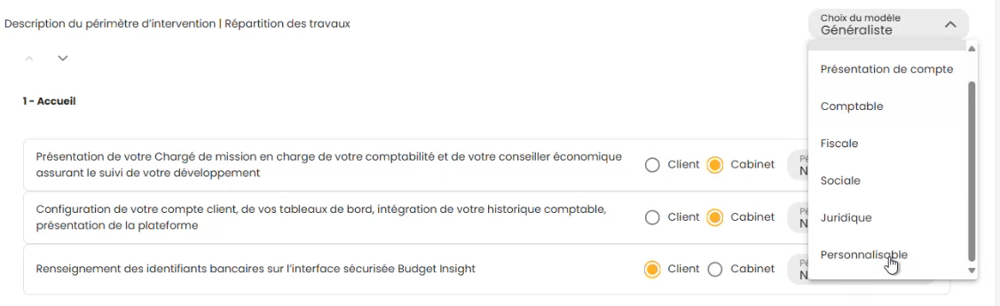 Description du périmètre d'intervention | Répartition des travaux
Choix du modèle
Généraliste
Présentation de compte
Comptable
Fiscale
Sociale
Juridique
Personnalisable
1 - Accueil
Présentation de votre Chargé de mission en charge de votre comptabilité et de votre conseiller économique
assurant le suivi de votre développement
Client Cabinet
Configuration de votre compte client, de vos tableaux de bord, intégration de votre historique comptable,
présentation de la plateforme
Client Cabinet
Renseignement des identifiants bancaires sur l'interface sécurisée Budget Insight
Client Cabinet